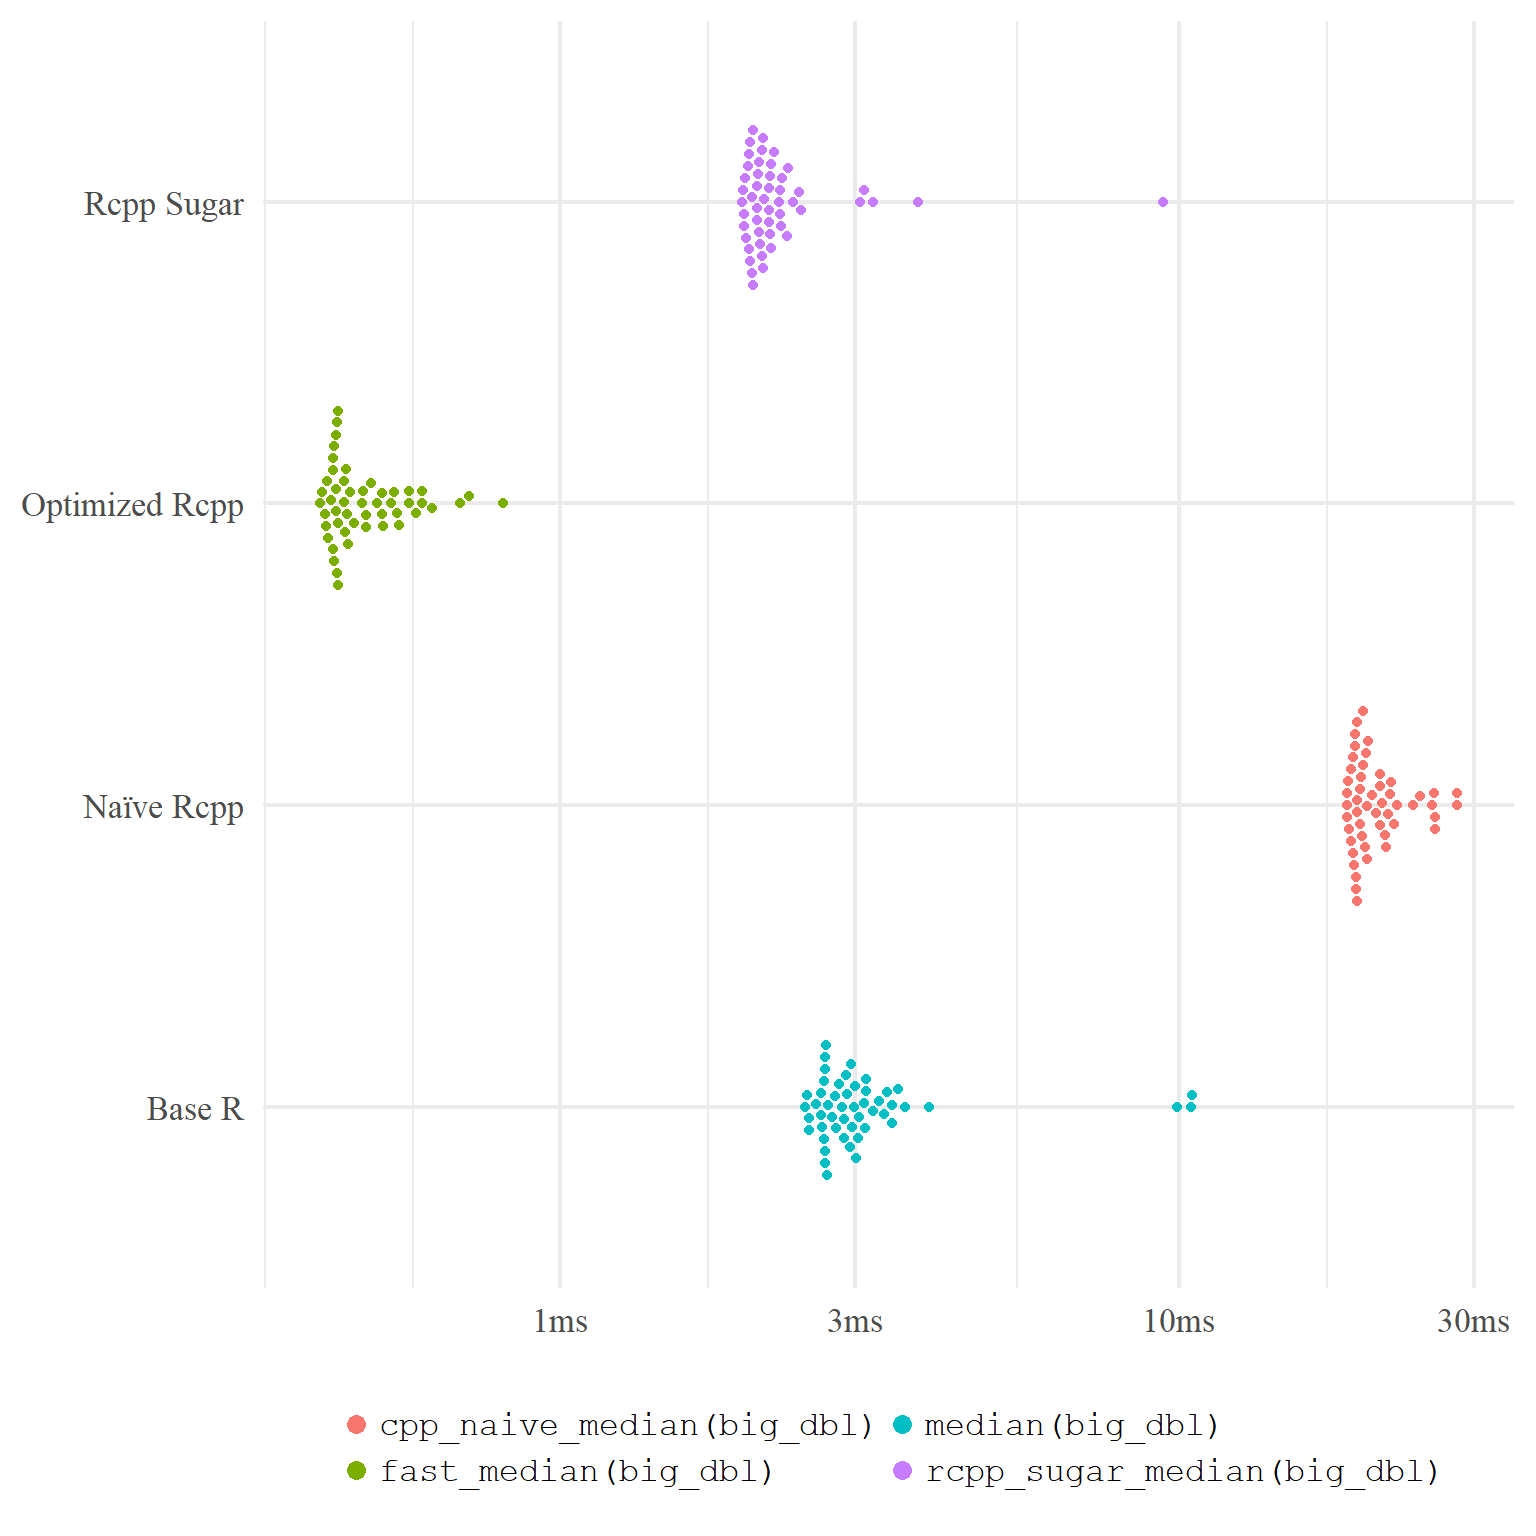 Rcpp Sugar
Optimized Rcpp
Naïve Rcpp
Base R
1ms 3ms 10ms 30ms
cpp_naive_median(big_dbl) median(big_dbl)
fast_median(big_dbl) rcpp_sugar_median(big_dbl)